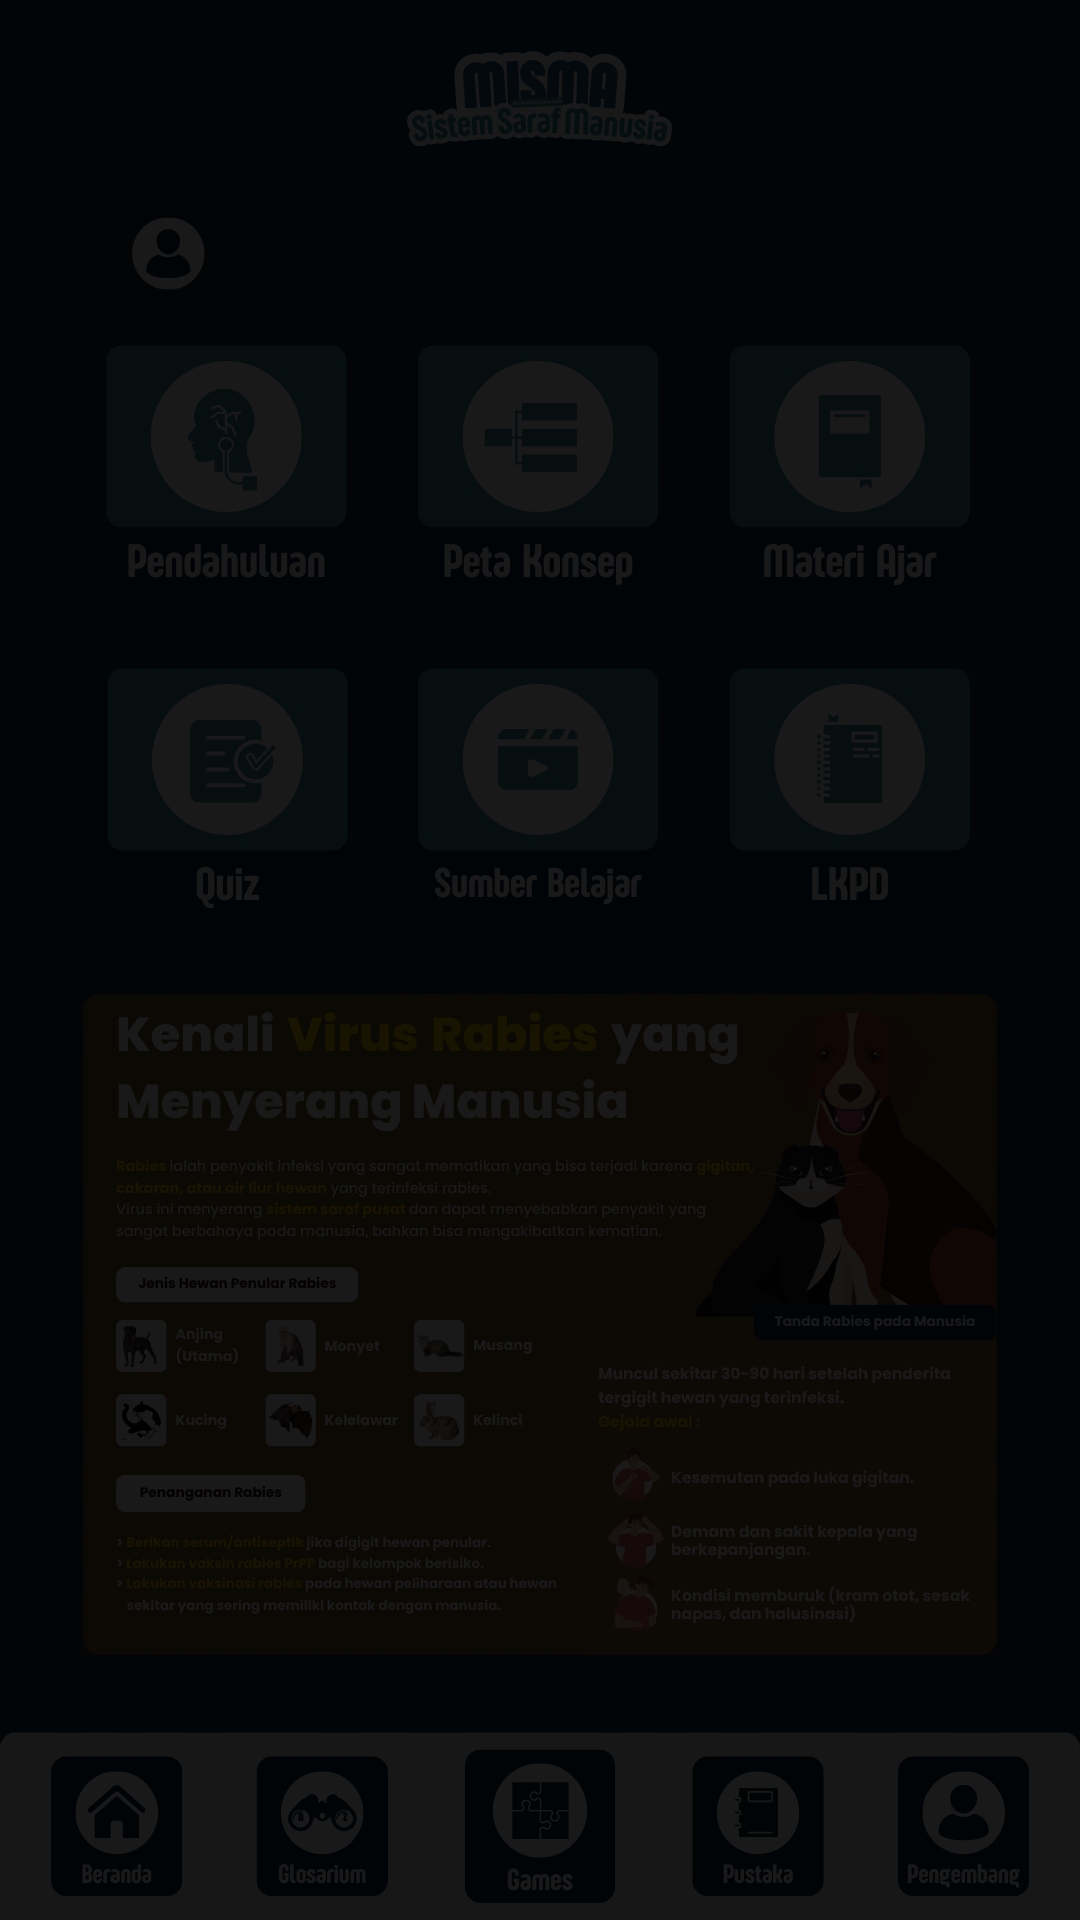 MISMA
Sistem Saraf Manusia
Pendahuluan
Peta Konsep
Materi Ajar
Quiz
Sumber Belajar
LKPD
Kenali Virus Rabies yang
Menyerang Manusia
Rabies ialah penyakit infeksi yang sangat mematikan yang bisa terjadi karena gigitan,
cakaran, atau air liur hewan yang terinfeksi rabies.
Virus ini menyerang sistem saraf pusat dan dapat menyebabkan penyakit yang
sangat berbahaya pada manusia, bahkan bisa mengakibatkan kematian.
Jenis Hewan Penular Rabies
Anjing
(Utama)
Monyet
Musang
Kucing
Kelelawar
Kelinci
Penanganan Rabies
> Berikan serum/antiseptik jika digigit hewan penular.
> Lakukan vaksin rabies PrPP bagi kelompok berisiko.
> Lakukan vaksinasi rabies pada hewan peliharaan atau hewan
sekitar yang sering memiliki kontak dengan manusia.
Tanda Rabies pada Manusia
Muncul sekitar 30-90 hari setelah penderita
tergigit hewan yang terinfeksi.
Gejala awal :
Kesemutan pada luka gigitan.
Demam dan sakit kepala yang
berkepanjangan.
Kondisi memburuk (kram otot, sesak
napas, dan halusinasi)
Beranda
Glosarium
Games
Pustaka
Pengembang